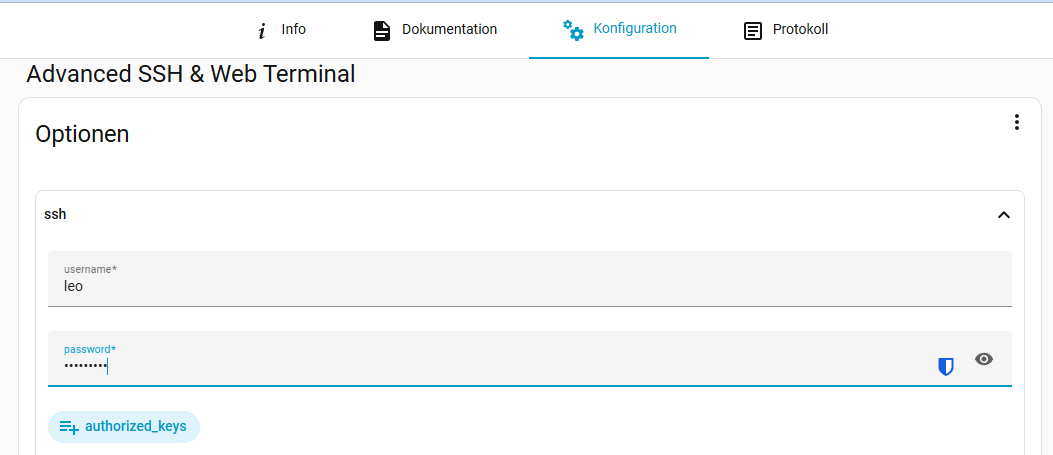 Info
Dokumentation
Konfiguration
Protokoll
Advanced SSH & Web Terminal
Optionen
ssh
username*
leo
password*
•••••••••
authorized_keys